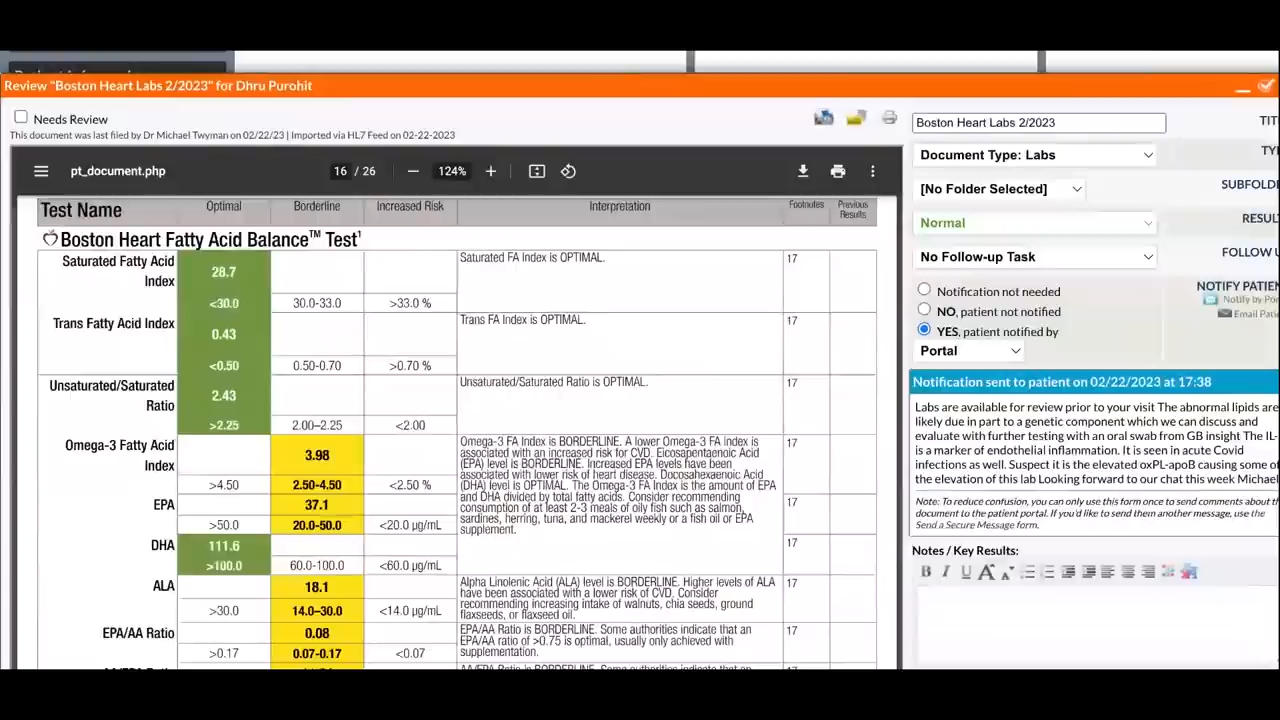 Review "Boston Heart Labs 2/2023" for Dhru Purohit
Needs Review
This document was last filed by Dr Michael Twyman on 02/22/23 | Imported via HL7 Feed on 02-22-2023
pt_document.php
16 / 26
124%
Test Name Optimal Borderline Increased Risk Interpretation Footnotes Previous Results
Boston Heart Fatty Acid Balance™ Test¹
Saturated Fatty Acid Index
28.7
<30.0 30.0-33.0 >33.0 %
Saturated FA Index is OPTIMAL.
17
Trans Fatty Acid Index
0.43
<0.50 0.50-0.70 >0.70 %
Trans FA Index is OPTIMAL.
17
Unsaturated/Saturated Ratio
2.43
>2.25 2.00–2.25 <2.00
Unsaturated/Saturated Ratio is OPTIMAL.
17
Omega-3 Fatty Acid Index
3.98
>4.50 2.50-4.50 <2.50 %
Omega-3 FA Index is BORDERLINE. A lower Omega-3 FA index is
associated with an increased risk for CVD. Eicosapentaenoic Acid
(EPA) level is BORDERLINE. Increased EPA levels have been
associated with lower risk of heart disease. Docosahexaenoic Acid
(DHA) level is OPTIMAL. The Omega-3 FA Index is the amount of EPA
and DHA divided by total fatty acids. Consider recommending
consumption of at least 2-3 meals of oily fish such as salmon,
sardines, herring, tuna, and mackerel weekly or a fish oil or EPA
supplement.
17
EPA
37.1
>50.0 20.0-50.0 <20.0 µg/mL
17
DHA
111.6
>100.0 60.0-100.0 <60.0 µg/mL
17
ALA
18.1
>30.0 14.0–30.0 <14.0 µg/mL
Alpha Linolenic Acid (ALA) level is BORDERLINE. Higher levels of ALA
have been associated with a lower risk of CVD. Consider
recommending increasing intake of walnuts, chia seeds, ground
flaxseeds, or flaxseed oil.
17
EPA/AA Ratio
0.08
>0.17 0.07-0.17 <0.07
EPA/AA Ratio is BORDERLINE. Some authorities indicate that an
EPA/AA ratio of >0.75 is optimal, usually only achieved with
supplementation.
17
Boston Heart Labs 2/2023
Document Type: Labs
[No Folder Selected] SUBFOLD
Normal RESUL
No Follow-up Task FOLLOW
Notification not needed NOTIFY
NO, patient not notified Notify by
YES, patient notified by Email
Portal
Notification sent to patient on 02/22/2023 at 17:38
Labs are available for review prior to your visit The abnormal lipids are
likely due in part to a genetic component which we can discuss and
evaluate with further testing with an oral swab from GB insight The IL-
is a marker of endothelial inflammation. It is seen in acute Covid
infections as well. Suspect it is the elevated oxPL-apoB causing some of
the elevation of this lab Looking forward to our chat this week Michael
Note: To reduce confusion, you can only use this form once to send comments about th
document to the patient portal. If you'd like to send them another message, use the
Send a Secure Message form.
Notes / Key Results:
B I U A A